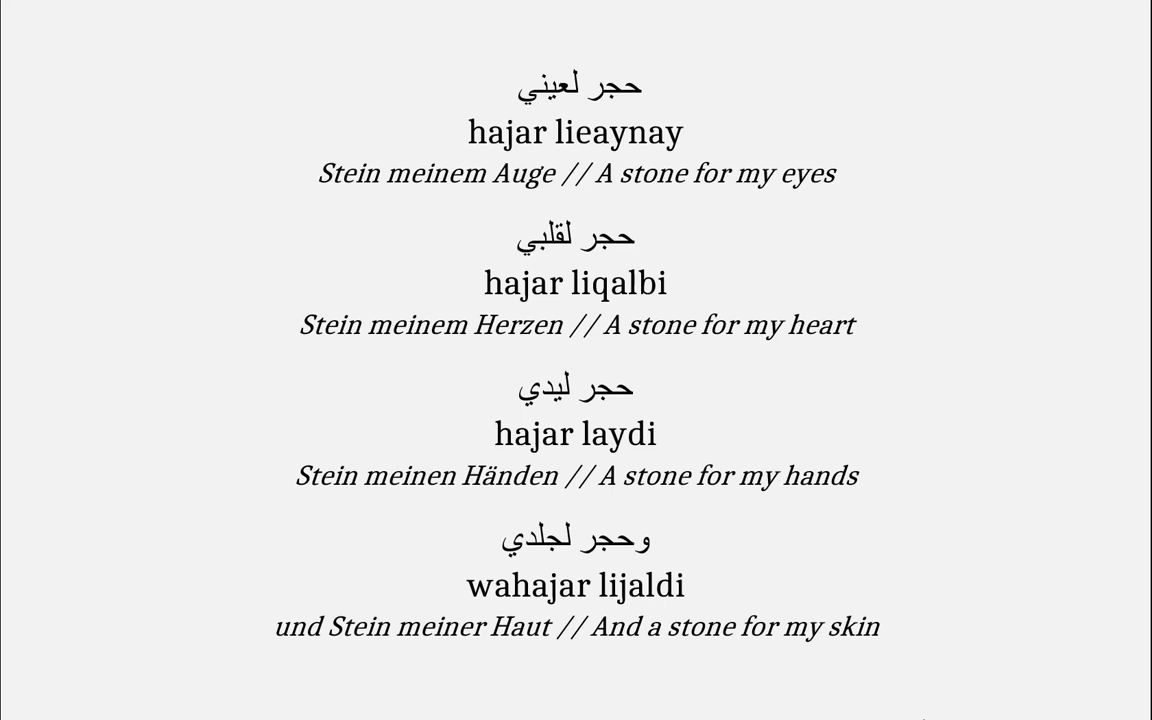 حجر لعيني
hajar lieaynay
Stein meinem Auge // A stone for my eyes
حجر لقلبي
hajar liqalbi
Stein meinem Herzen // A stone for my heart
حجر ليدي
hajar laydi
Stein meinen Händen // A stone for my hands
وحجر لجلدي
wahajar lijaldi
und Stein meiner Haut // And a stone for my skin